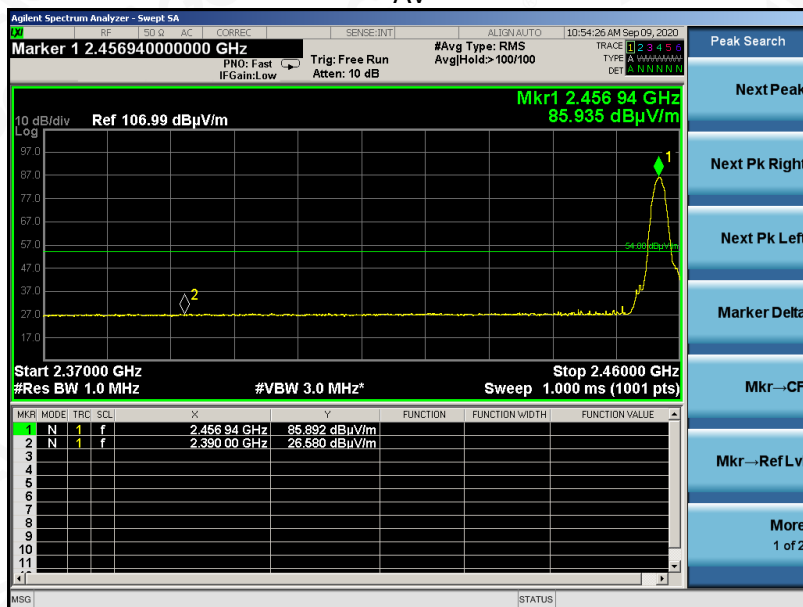 AV
Agilent Spectrum Analyzer - Swept SA
LXI RF 50 Ω AC CORREC SENSE:INT ALIGN AUTO 10:54:26 AM Sep 09, 2020
Marker 1 2.456940000000 GHz
PNO: Fast
IFGain:Low
Trig: Free Run
Atten: 10 dB
#Avg Type: RMS
Avg|Hold:>100/100
TRACE 1 2 3 4 5 6
TYPE A WWWWW
DET A N N N N N
Mkr1 2.456 94 GHz
85.935 dBµV/m
10 dB/div Ref 106.99 dBµV/m
Log
97.0
87.0
77.0
67.0
57.0
47.0
37.0
27.0
17.0
1
54.00 dBµV/m
2
Start 2.37000 GHz Stop 2.46000 GHz
#Res BW 1.0 MHz #VBW 3.0 MHz* Sweep 1.000 ms (1001 pts)
MKR MODE TRC SCL X Y FUNCTION FUNCTION WIDTH FUNCTION VALUE
1 N 1 f 2.456 94 GHz 85.892 dBµV/m
2 N 1 f 2.390 00 GHz 26.580 dBµV/m
3
4
5
6
7
8
9
10
11
MSG STATUS
Peak Search
Next Peak
Next Pk Right
Next Pk Left
Marker Delta
Mkr→CF
Mkr→Ref Lv
More
1 of 2